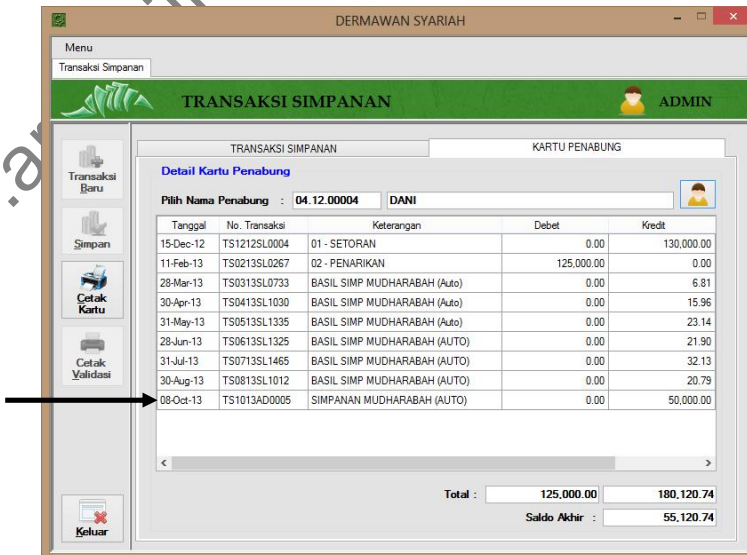 DERMAWAN SYARIAH
Menu
Transaksi Simpanan
TRANSAKSI SIMPANAN
ADMIN
Transaksi
Baru
Simpan
Cetak
Kartu
Cetak
Validasi
Keluar
TRANSAKSI SIMPANAN KARTU PENABUNG
Detail Kartu Penabung
Pilih Nama Penabung : 04.12.00004 DANI
Tanggal No. Transaksi Keterangan Debet Kredit
15-Dec-12 TS1212SL0004 01 - SETORAN 0.00 130,000.00
11-Feb-13 TS0213SL0267 02 - PENARIKAN 125,000.00 0.00
28-Mar-13 TS0313SL0733 BASIL SIMP MUDHARABAH (Auto) 0.00 6.81
30-Apr-13 TS0413SL1030 BASIL SIMP MUDHARABAH (Auto) 0.00 15.96
31-May-13 TS0513SL1335 BASIL SIMP MUDHARABAH (Auto) 0.00 23.14
28-Jun-13 TS0613SL1325 BASIL SIMP MUDHARABAH (AUTO) 0.00 21.90
31-Jul-13 TS0713SL1465 BASIL SIMP MUDHARABAH (AUTO) 0.00 32.13
30-Aug-13 TS0813SL1012 BASIL SIMP MUDHARABAH (AUTO) 0.00 20.79
08-Oct-13 TS1013AD0005 SIMPANAN MUDHARABAH (AUTO) 0.00 50,000.00
Total : 125,000.00 180,120.74
Saldo Akhir : 55,120.74